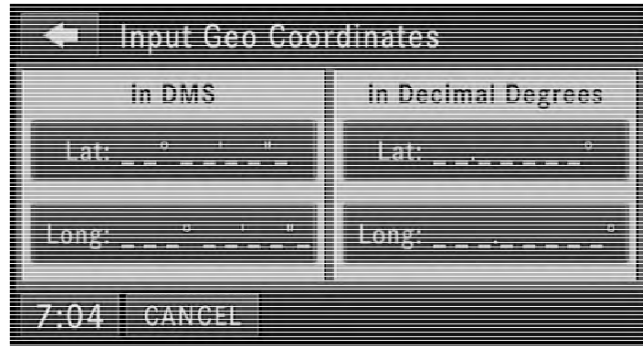 Input Geo Coordinates
in DMS
in Decimal Degrees
Lat: _ _° _ _' _ _"
Lat: _ _._ _ _ _ _°
Long: _ _ _° _ _' _ _"
Long: _ _ _._ _ _ _ _°
7:04 CANCEL